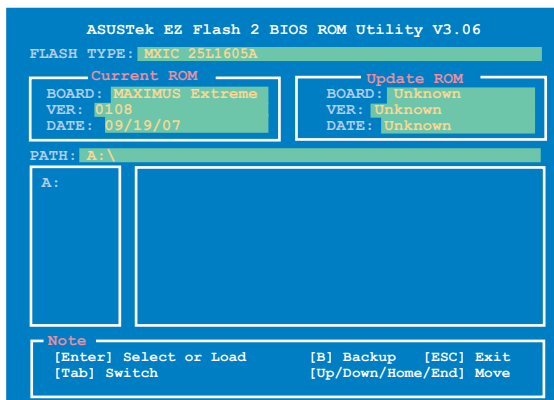 ASUSTek EZ Flash 2 BIOS ROM Utility V3.06
FLASH TYPE: MXIC 25L1605A
Current ROM
BOARD: MAXIMUS Extreme
VER: 0108
DATE: 09/19/07
Update ROM
BOARD: Unknown
VER: Unknown
DATE: Unknown
PATH: A:\
A:
Note
[Enter] Select or Load [B] Backup [ESC] Exit
[Tab] Switch [Up/Down/Home/End] Move